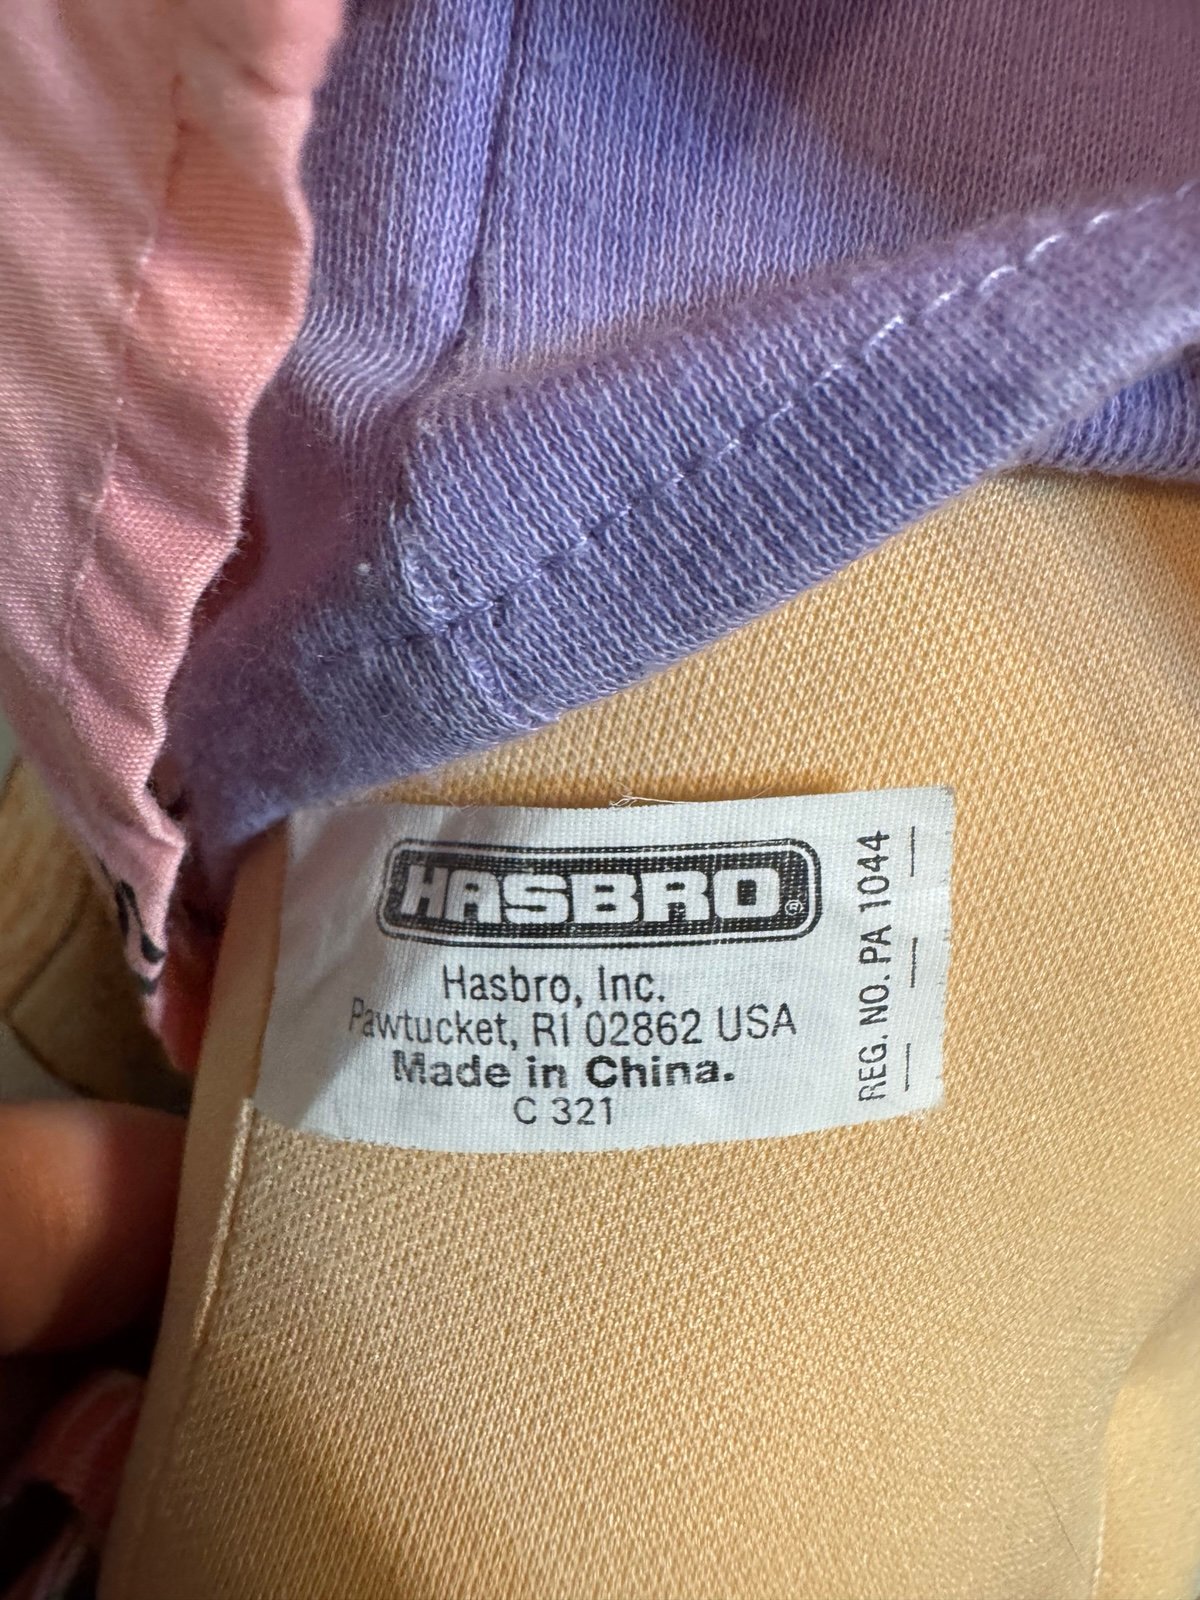 HASBRO®
Hasbro, Inc.
Pawtucket, RI 02862 USA
Made in China.
C 321
REG. NO. PA 1044